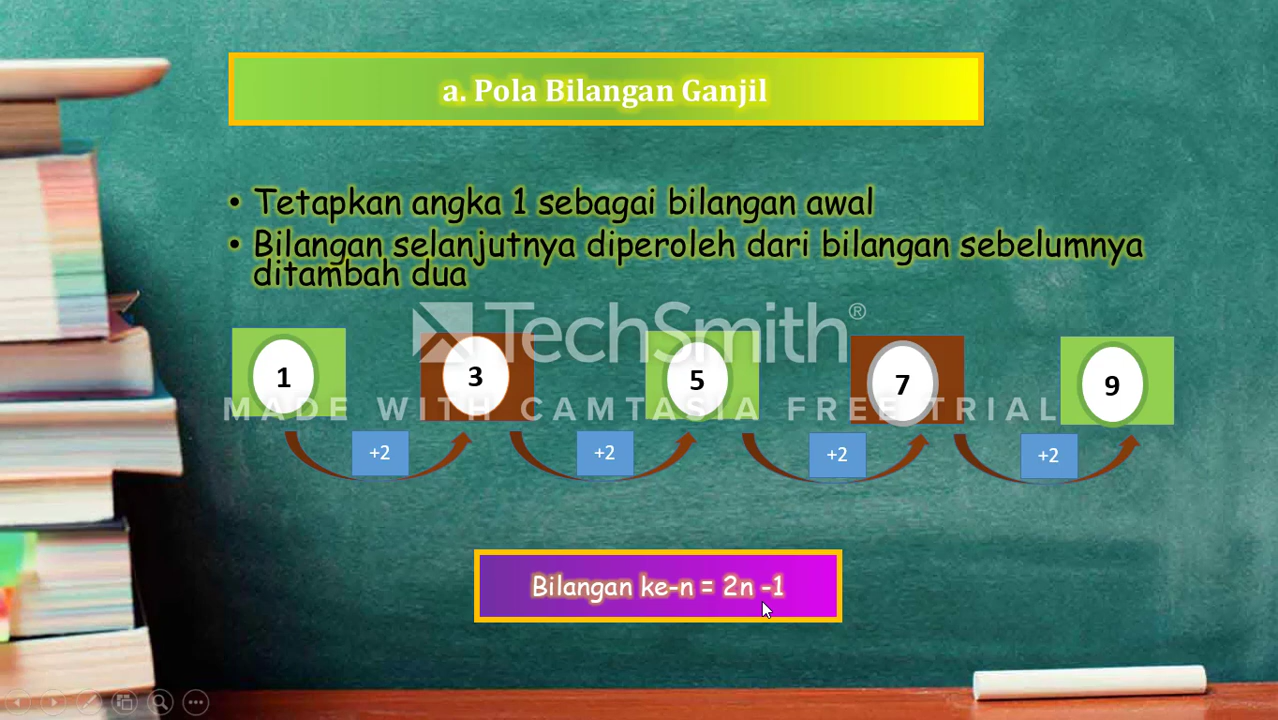 a. Pola Bilangan Ganjil
• Tetapkan angka 1 sebagai bilangan awal
• Bilangan selanjutnya diperoleh dari bilangan sebelumnya
ditambah dua
TechSmith®
1 3 5 7 9
MADE WITH CAMTASIA FREE TRIAL
+2 +2 +2 +2
Bilangan ke-n = 2n -1